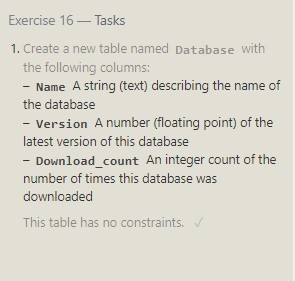 Exercise 16 — Tasks
1. Create a new table named Database with
the following columns:
– Name A string (text) describing the name of
the database
– Version A number (floating point) of the
latest version of this database
– Download_count An integer count of the
number of times this database was
downloaded
This table has no constraints. ✓